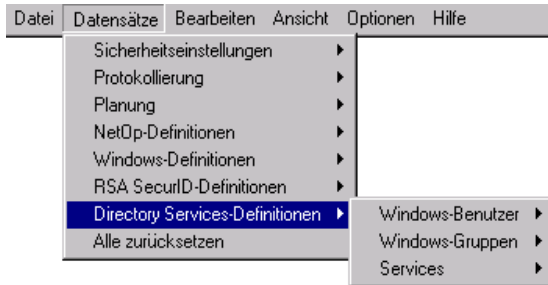 Datei Datensätze Bearbeiten Ansicht Optionen Hilfe
Sicherheitseinstellungen
Protokollierung
Planung
NetOp-Definitionen
Windows-Definitionen
RSA SecurID-Definitionen
Directory Services-Definitionen
Alle zurücksetzen
Windows-Benutzer
Windows-Gruppen
Services